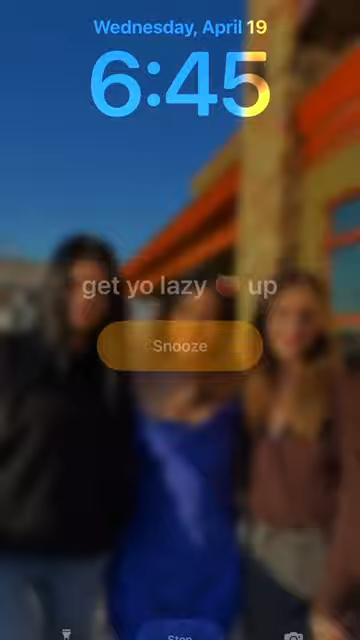 Wednesday, April 19
6:45
get yo lazy 🍑 up
Snooze
Stop